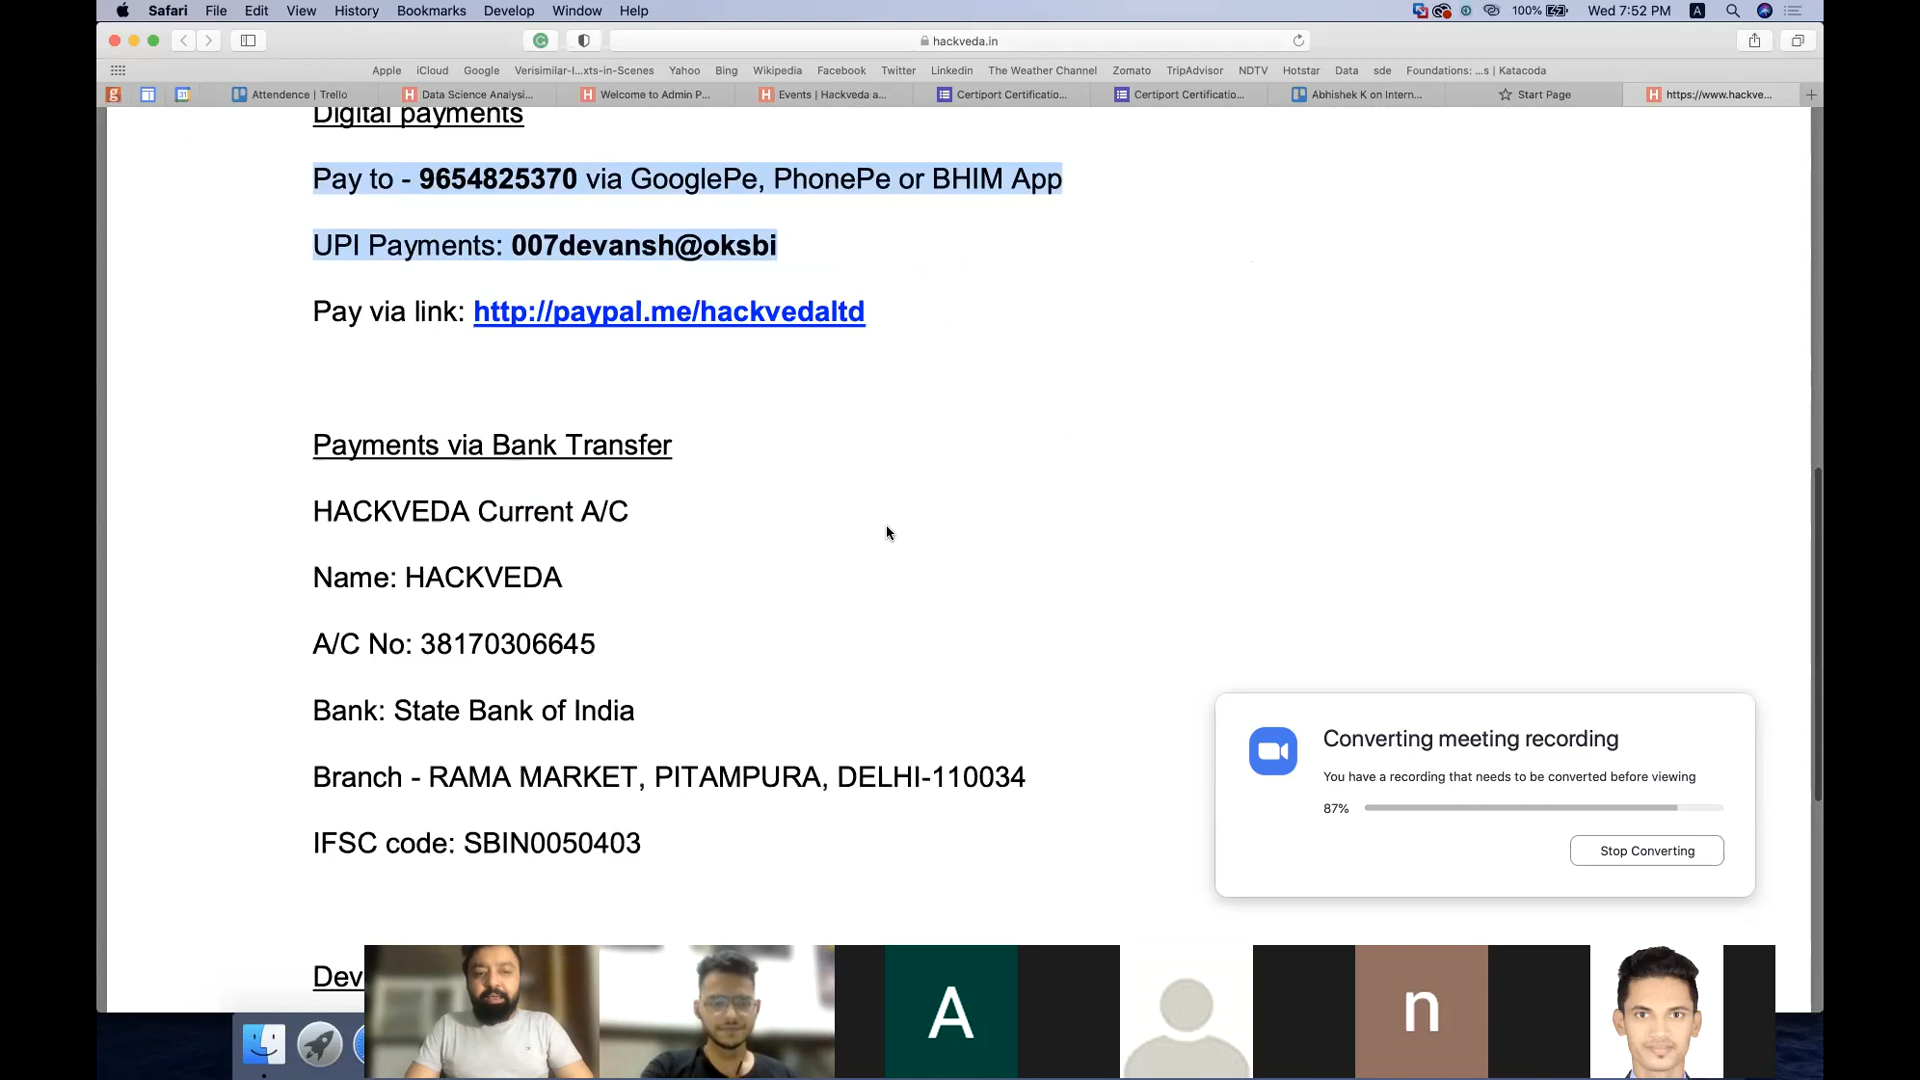 Safari File Edit View History Bookmarks Develop Window Help 100% Wed 7:52 PM A
hackveda.in
Apple iCloud Google Verisimilar-I...xts-in-Scenes Yahoo Bing Wikipedia Facebook Twitter Linkedin The Weather Channel Zomato TripAdvisor NDTV Hotstar Data sde Foundations: ...s | Katacoda
Attendence | Trello Data Science Analysi... Welcome to Admin P... Events | Hackveda a... Certiport Certificatio... Certiport Certificatio... Abhishek K on Intern... Start Page https://www.hackve...
Digital payments
Pay to - 9654825370 via GooglePe, PhonePe or BHIM App
UPI Payments: 007devansh@oksbi
Pay via link: http://paypal.me/hackvedaltd
Payments via Bank Transfer
HACKVEDA Current A/C
Name: HACKVEDA
A/C No: 38170306645
Bank: State Bank of India
Branch - RAMA MARKET, PITAMPURA, DELHI-110034
IFSC code: SBIN0050403
Converting meeting recording
You have a recording that needs to be converted before viewing
87%
Stop Converting
Dev
A
n